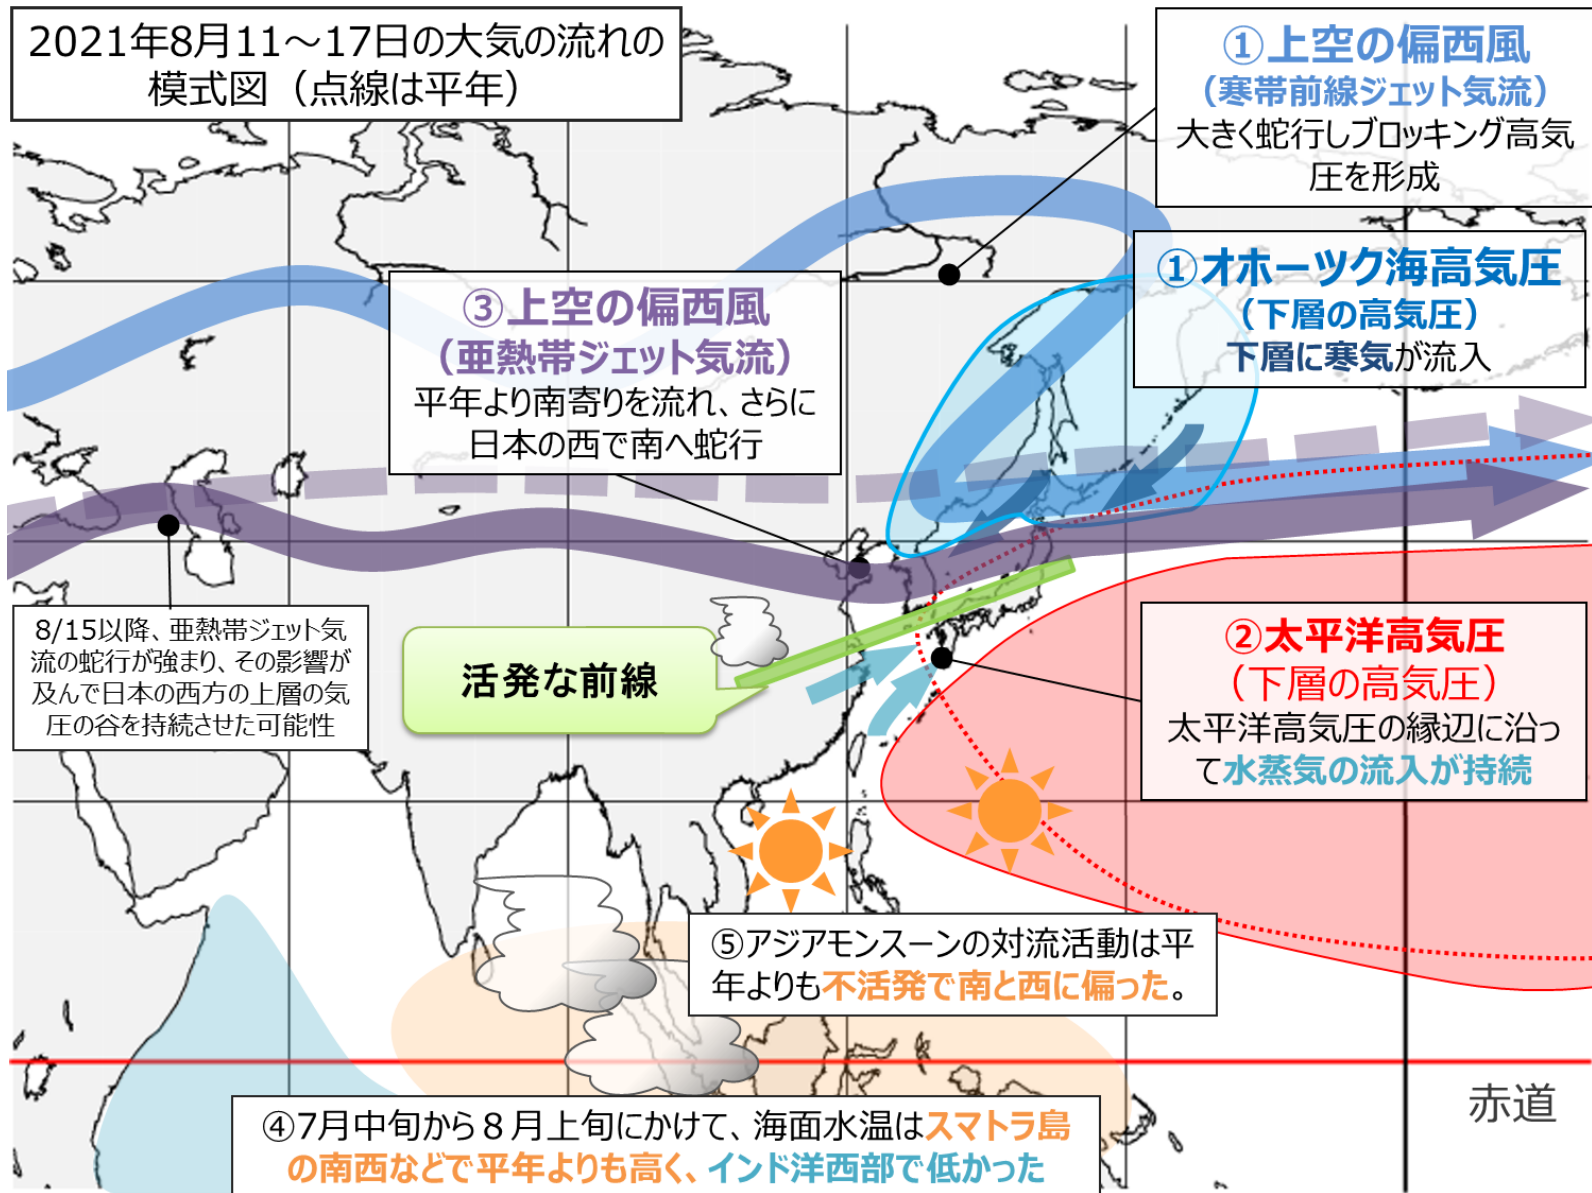 2021年8月11～17日の大気の流れの
模式図（点線は平年）
①上空の偏西風
（寒帯前線ジェット気流）
大きく蛇行しブロッキング高気
圧を形成
①オホーツク海高気圧
（下層の高気圧）
下層に寒気が流入
③上空の偏西風
（亜熱帯ジェット気流）
平年より南寄りを流れ、さらに
日本の西で南へ蛇行
8/15以降、亜熱帯ジェット気
流の蛇行が強まり、その影響が
及んで日本の西方の上層の気
圧の谷を持続させた可能性
活発な前線
②太平洋高気圧
（下層の高気圧）
太平洋高気圧の縁辺に沿っ
て水蒸気の流入が持続
⑤アジアモンスーンの対流活動は平
年よりも不活発で南と西に偏った。
赤道
④7月中旬から８月上旬にかけて、海面水温はスマトラ島
の南西などで平年よりも高く、インド洋西部で低かった